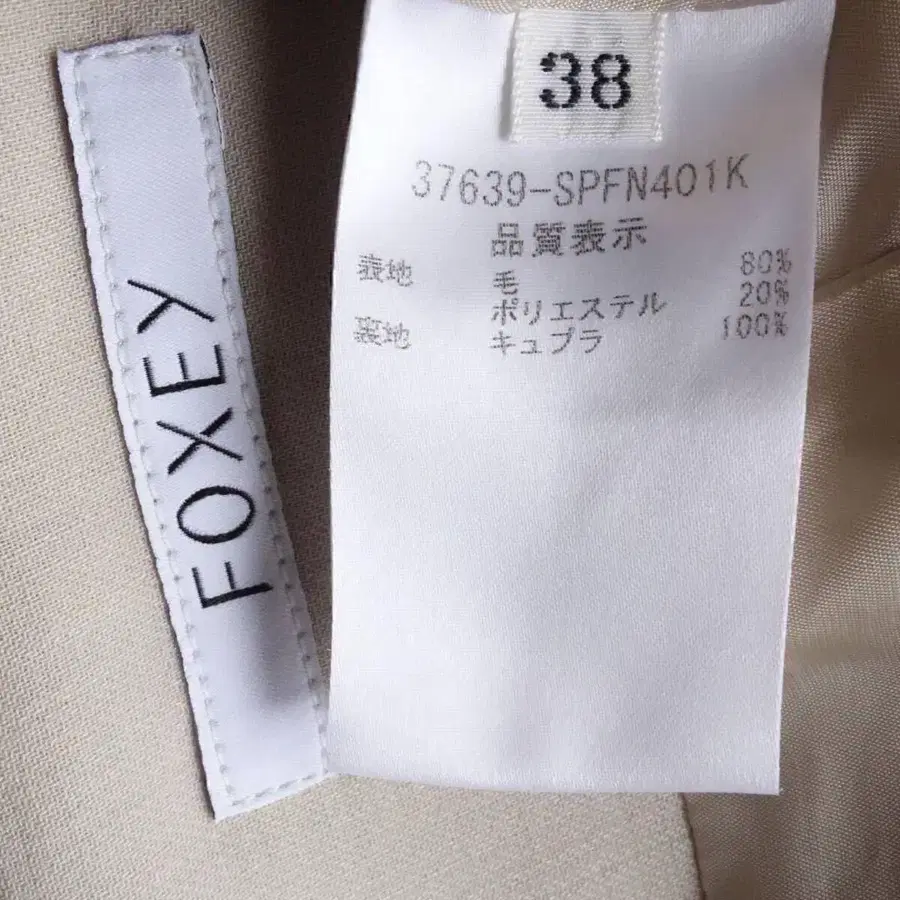 FOXEY
38
37639-SPFN401K
品質表示
表地 毛 80%
ポリエステル 20%
裏地 キュプラ 100%